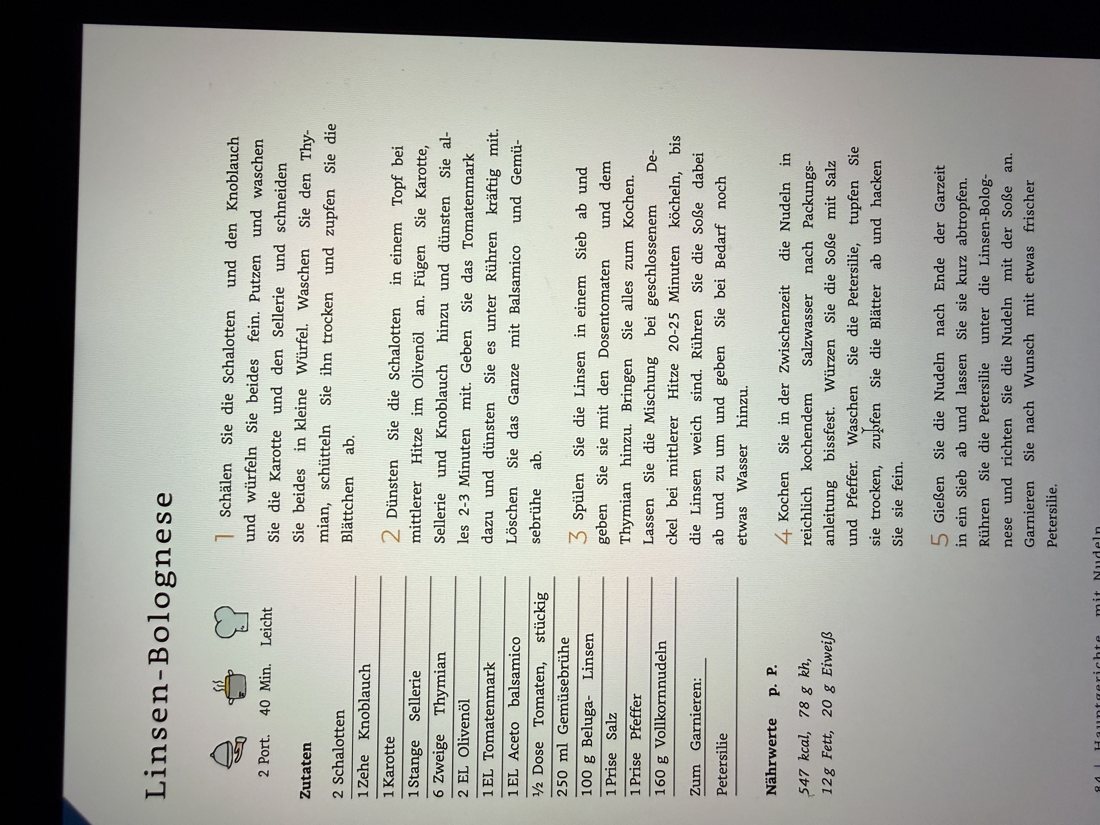 Linsen-Bolognese
2 Port. 40 Min. Leicht
Zutaten
2 Schalotten
1 Zehe Knoblauch
1 Karotte
1 Stange Sellerie
6 Zweige Thymian
2 EL Olivenöl
1 EL Tomatenmark
1 EL Aceto balsamico
½ Dose Tomaten, stückig
250 ml Gemüsebrühe
100 g Beluga- Linsen
1 Prise Salz
1 Prise Pfeffer
160 g Vollkornnudeln
Zum Garnieren:
Petersilie
Nährwerte p. P.
547 kcal, 78 g kh,
12g Fett, 20 g Eiweiß
1 Schälen Sie die Schalotten und den Knoblauch
und würfeln Sie beides fein. Putzen und waschen
Sie die Karotte und den Sellerie und schneiden
Sie beides in kleine Würfel. Waschen Sie den Thy-
mian, schütteln Sie ihn trocken und zupfen Sie die
Blättchen ab.
2 Dünsten Sie die Schalotten in einem Topf bei
mittlerer Hitze im Olivenöl an. Fügen Sie Karotte,
Sellerie und Knoblauch hinzu und dünsten Sie al-
les 2-3 Minuten mit. Geben Sie das Tomatenmark
dazu und dünsten Sie es unter Rühren kräftig mit.
Löschen Sie das Ganze mit Balsamico und Gemü-
sebrühe ab.
3 Spülen Sie die Linsen in einem Sieb ab und
geben Sie sie mit den Dosentomaten und dem
Thymian hinzu. Bringen Sie alles zum Kochen.
Lassen Sie die Mischung bei geschlossenem De-
ckel bei mittlerer Hitze 20-25 Minuten köcheln, bis
die Linsen weich sind. Rühren Sie die Soße dabei
ab und zu um und geben Sie bei Bedarf noch
etwas Wasser hinzu.
4 Kochen Sie in der Zwischenzeit die Nudeln in
reichlich kochendem Salzwasser nach Packungs-
anleitung bissfest. Würzen Sie die Soße mit Salz
und Pfeffer. Waschen Sie die Petersilie, tupfen Sie
sie trocken, zupfen Sie die Blätter ab und hacken
Sie sie fein.
5 Gießen Sie die Nudeln nach Ende der Garzeit
in ein Sieb ab und lassen Sie sie kurz abtropfen.
Rühren Sie die Petersilie unter die Linsen-Bolog-
nese und richten Sie die Nudeln mit der Soße an.
Garnieren Sie nach Wunsch mit etwas frischer
Petersilie.
84 | Hauptgerichte mit Nudeln